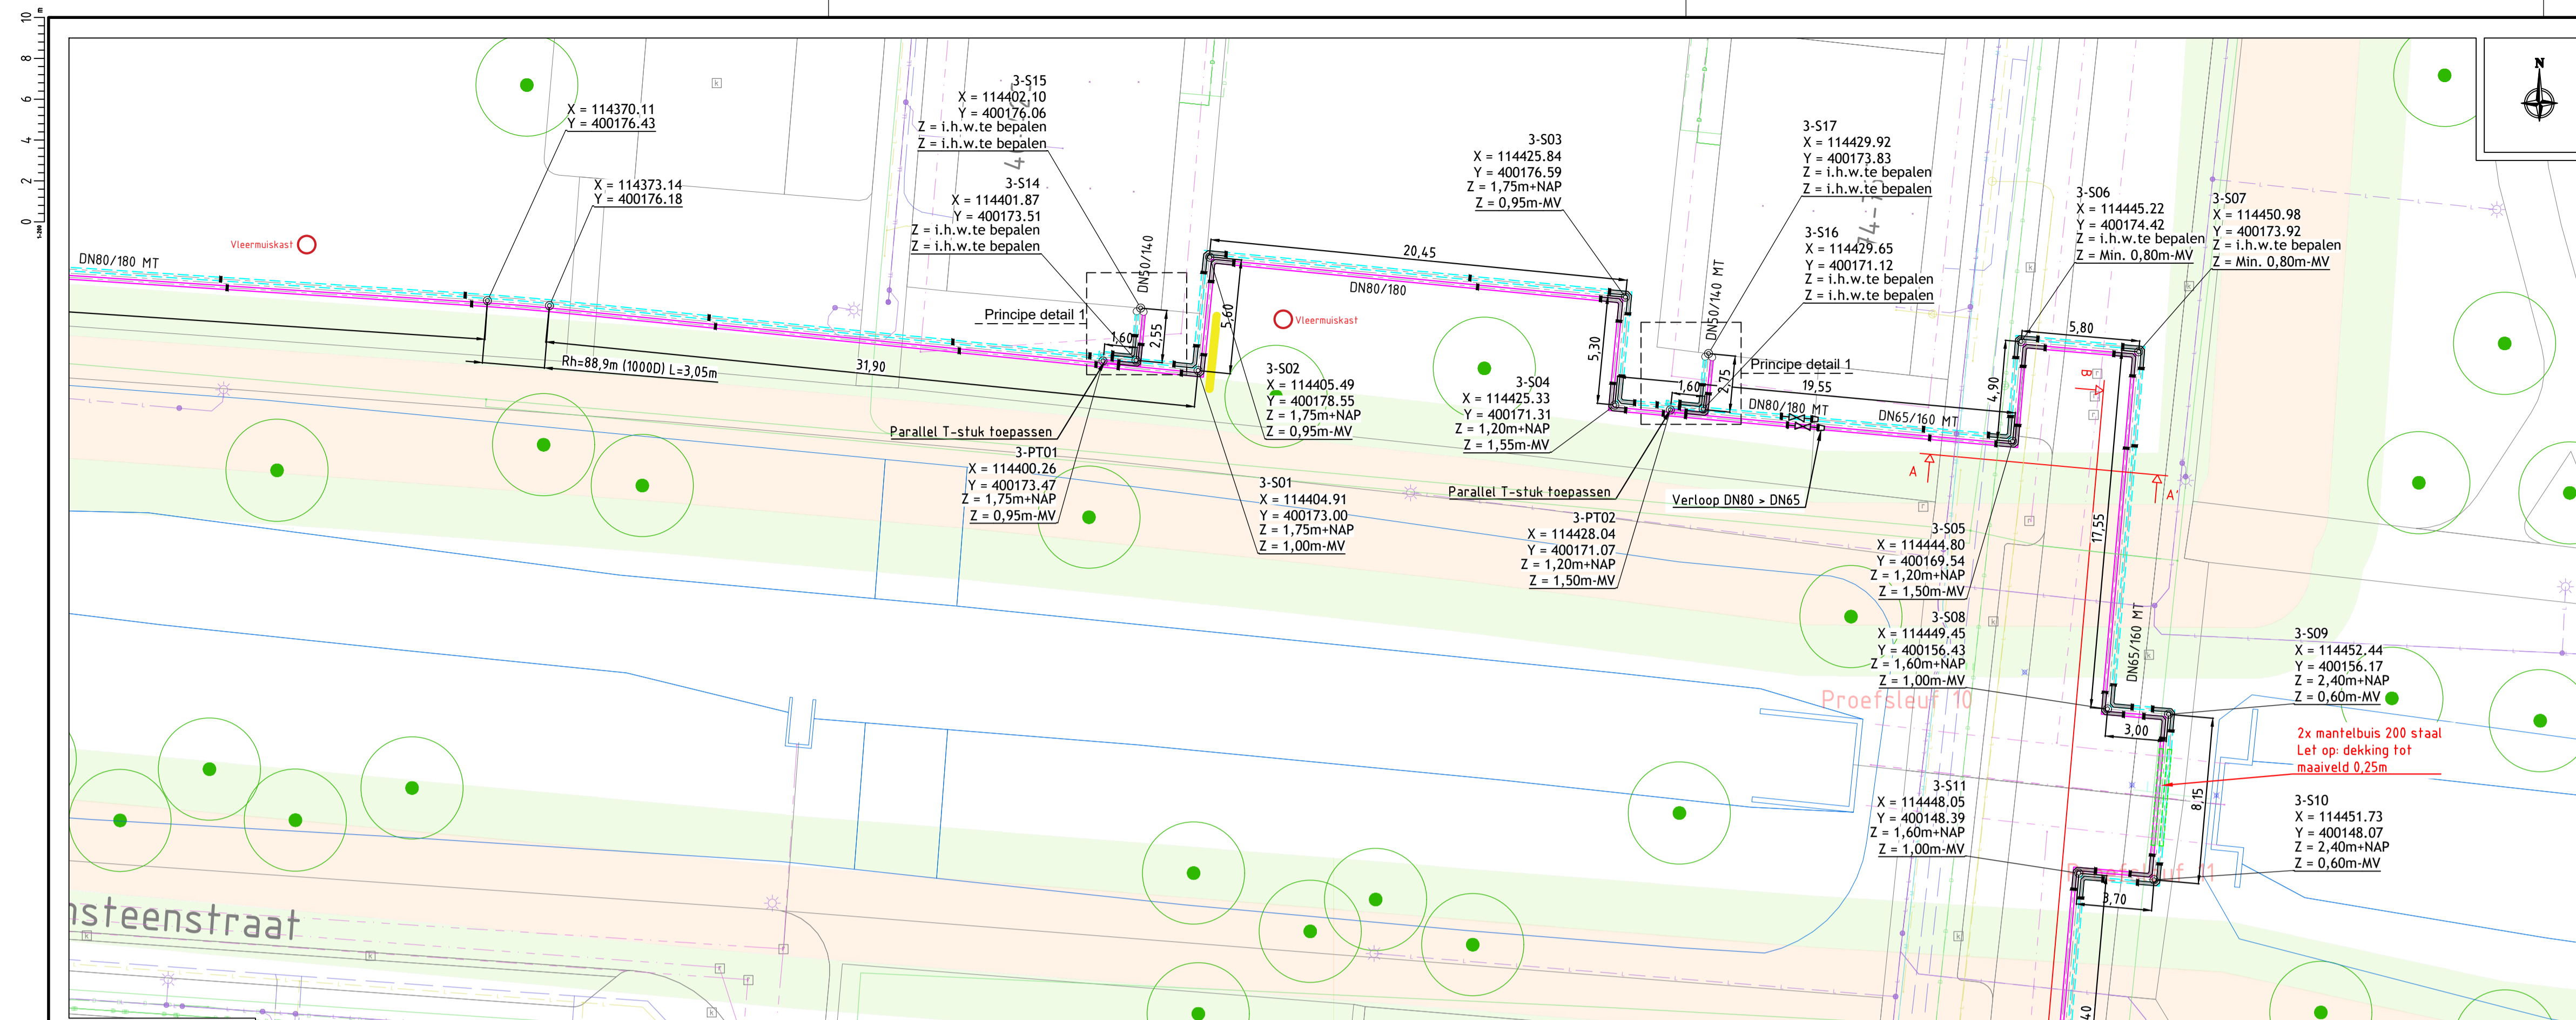 10
m
8
6
4
2
0
1:200
N
X = 114370.11
Y = 400176.43
X = 114373.14
Y = 400176.18
Vleermuiskast
DN80/180 MT
Rh=88,9m (1000D) L=3,05m
31,90
3-S15
X = 114402.10
Y = 400176.06
Z = i.h.w.te bepalen
Z = i.h.w.te bepalen
3-S14
X = 114401.87
Y = 400173.51
Z = i.h.w.te bepalen
Z = i.h.w.te bepalen
DN50/140
Principe detail 1
1,60
2,55
5,60
Vleermuiskast
Parallel T-stuk toepassen
3-PT01
X = 114400.26
Y = 400173.47
Z = 1,75m+NAP
Z = 0,95m-MV
3-S02
X = 114405.49
Y = 400178.55
Z = 1,75m+NAP
Z = 0,95m-MV
3-S01
X = 114404.91
Y = 400173.00
Z = 1,75m+NAP
Z = 1,00m-MV
20,45
DN80/180
3-S03
X = 114425.84
Y = 400176.59
Z = 1,75m+NAP
Z = 0,95m-MV
5,30
3-S04
X = 114425.33
Y = 400171.31
Z = 1,20m+NAP
Z = 1,55m-MV
3-S17
X = 114429.92
Y = 400173.83
Z = i.h.w.te bepalen
Z = i.h.w.te bepalen
3-S16
X = 114429.65
Y = 400171.12
Z = i.h.w.te bepalen
Z = i.h.w.te bepalen
DN50/140 MT
Principe detail 1
1,60
2,75
19,55
DN80/180 MT
DN65/160 MT
Parallel T-stuk toepassen
Verloop DN80 > DN65
3-PT02
X = 114428.04
Y = 400171.07
Z = 1,20m+NAP
Z = 1,50m-MV
3-S06
X = 114445.22
Y = 400174.42
Z = i.h.w.te bepalen
Z = Min. 0,80m-MV
3-S07
X = 114450.98
Y = 400173.92
Z = i.h.w.te bepalen
Z = Min. 0,80m-MV
5,80
4,90
B
A
A'
17,55
DN65/160 MT
3-S05
X = 114444.80
Y = 400169.54
Z = 1,20m+NAP
Z = 1,50m-MV
3-S08
X = 114449.45
Y = 400156.43
Z = 1,60m+NAP
Z = 1,00m-MV
Proefsleuf 10
3-S09
X = 114452.44
Y = 400156.17
Z = 2,40m+NAP
Z = 0,60m-MV
3,00
2x mantelbuis 200 staal
Let op: dekking tot
maaiveld 0,25m
8,15
3-S11
X = 114448.05
Y = 400148.39
Z = 1,60m+NAP
Z = 1,00m-MV
3-S10
X = 114451.73
Y = 400148.07
Z = 2,40m+NAP
Z = 0,60m-MV
Proefsleuf 11
3,70
40
nsteenstraat